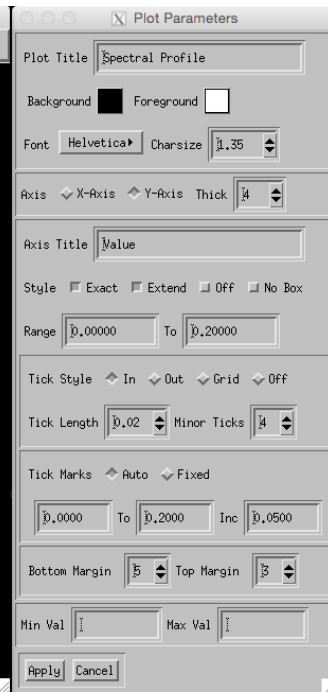 Plot Parameters
Plot Title Spectral Profile
Background Foreground
Font Helvetica Charsize 1.35
Axis X-Axis Y-Axis Thick 4
Axis Title Value
Style Exact Extend Off No Box
Range 0.00000 To 0.20000
Tick Style In Out Grid Off
Tick Length 0.02 Minor Ticks 4
Tick Marks Auto Fixed
0.0000 To 0.2000 Inc 0.0500
Bottom Margin 5 Top Margin 3
Min Val Max Val
Apply Cancel